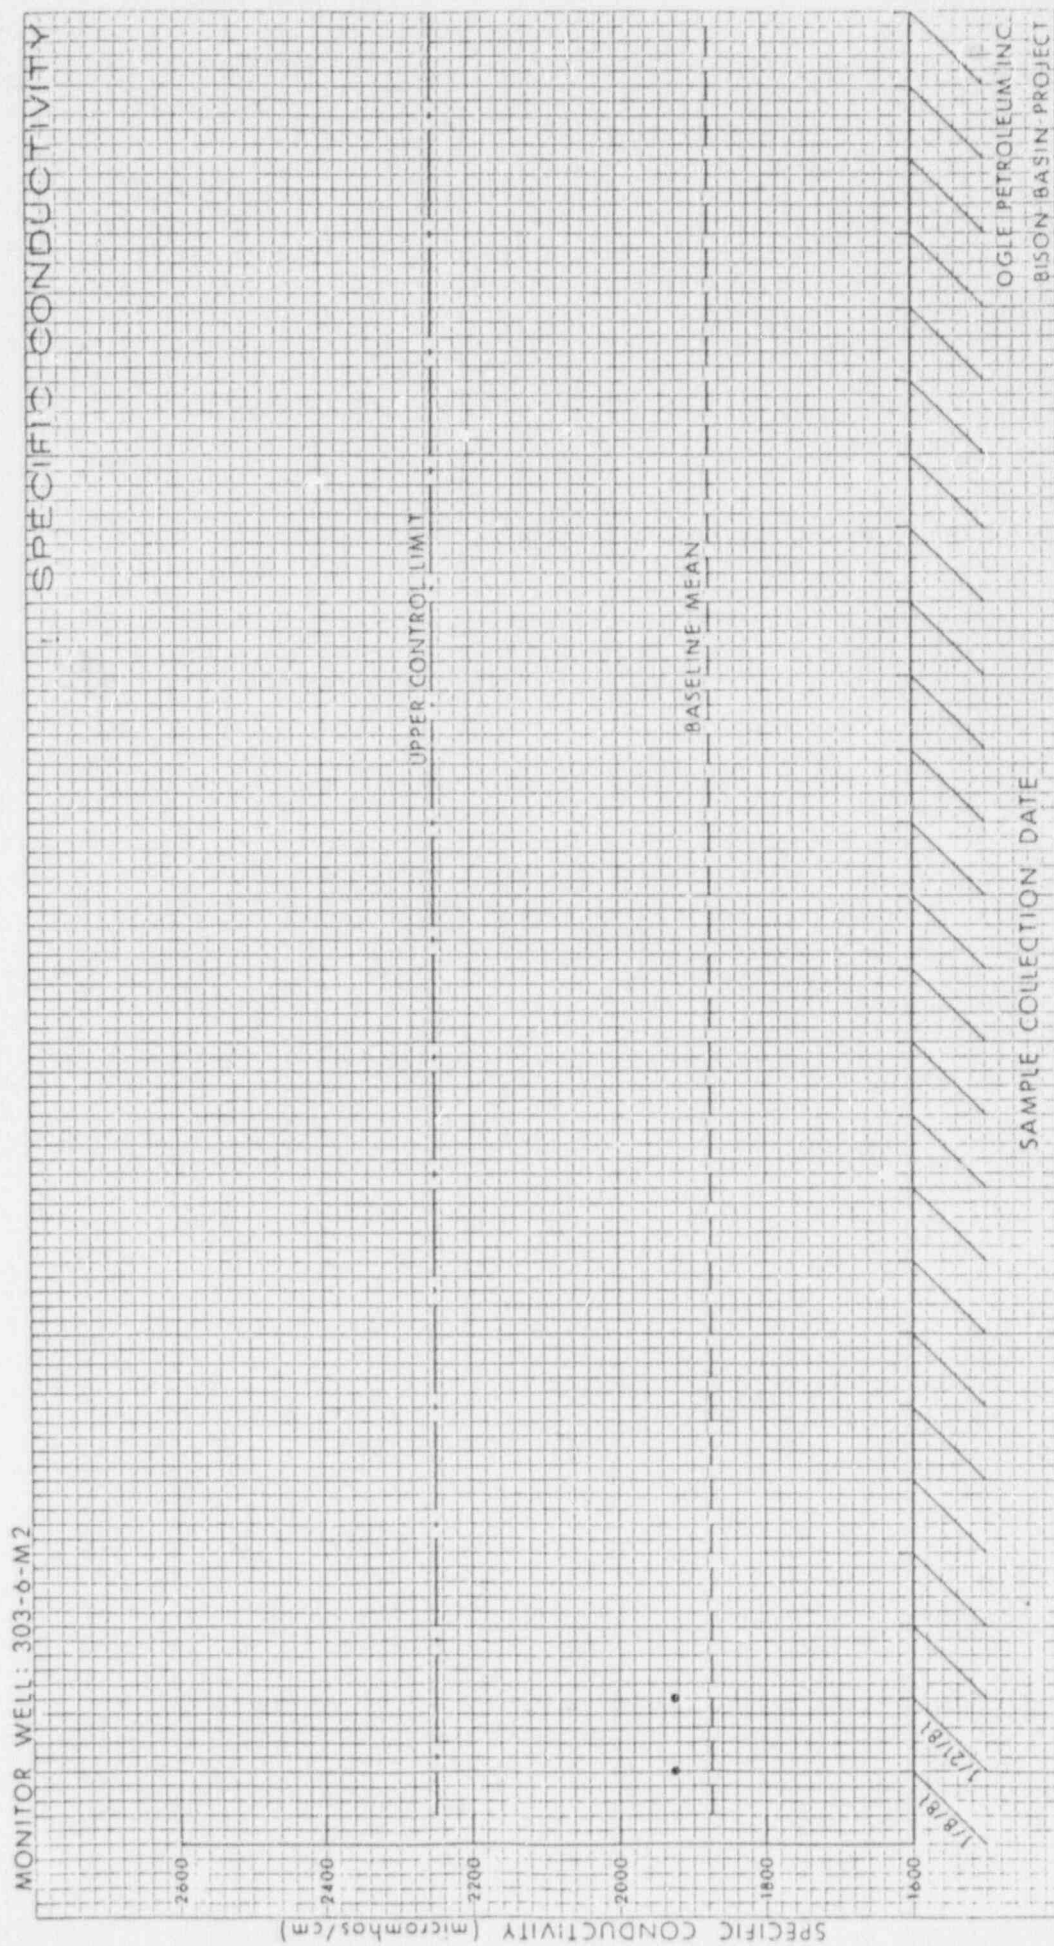 MONITOR WELL: 303-6-M2
SPECIFIC CONDUCTIVITY
SPECIFIC CONDUCTIVITY (micromhos/cm)
2600
2400
2200
2000
1800
1600
UPPER CONTROL LIMIT
BASELINE MEAN
1/8/81
1/21/81
SAMPLE COLLECTION DATE
OGLE PETROLEUM INC.
BISON BASIN PROJECT